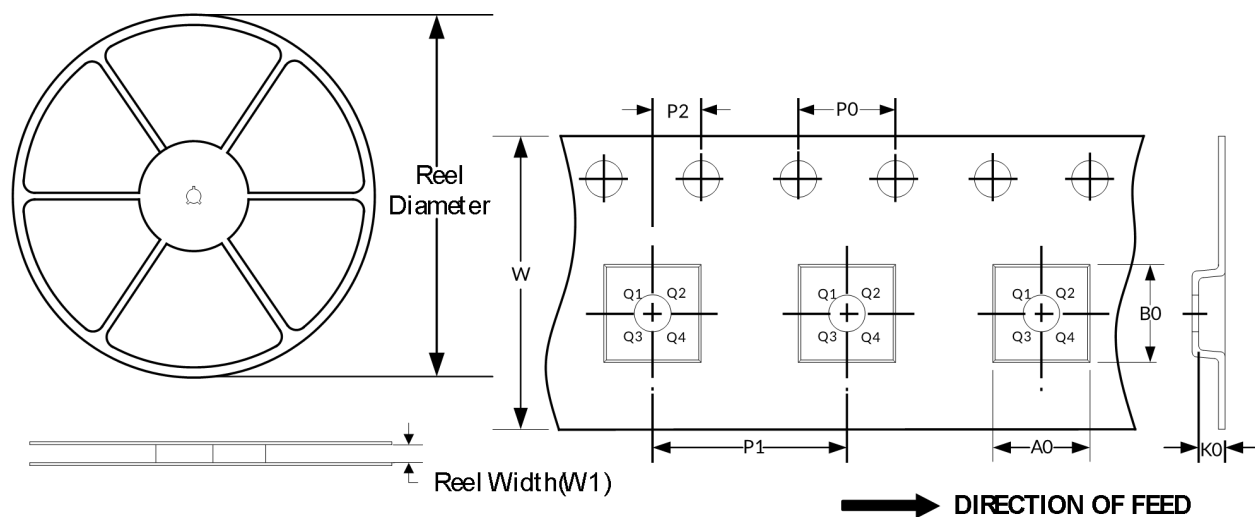 Reel
Diameter
Reel Width(W1)
P2
P0
W
Q1 Q2
Q3 Q4
Q1 Q2
Q3 Q4
Q1 Q2
Q3 Q4
B0
P1
A0
K0
DIRECTION OF FEED